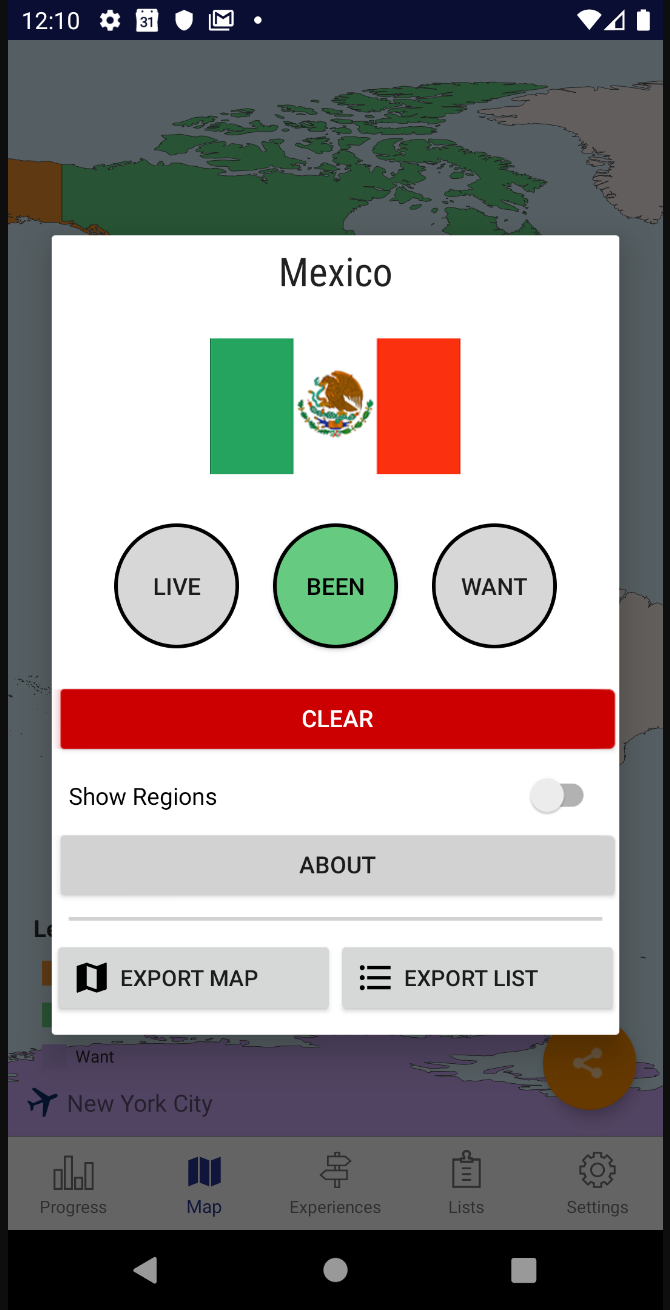 12:10
31
Mexico
LIVE
BEEN
WANT
CLEAR
Show Regions
ABOUT
EXPORT MAP
EXPORT LIST
Want
New York City
Progress
Map
Experiences
Lists
Settings